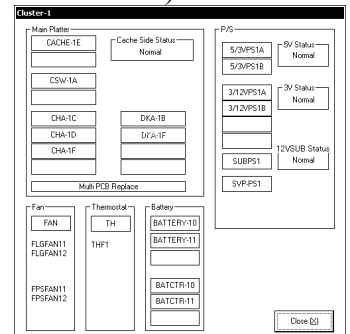 Cluster-1
Main Platter
CACHE-1E
Cache Side Status
Normal
CSW-1A
CHA-1C
DKA-1B
CHA-1D
DKA-1F
CHA-1F
Multi PCB Replace
P/S
5/3VPS1A
5/3VPS1B
5V Status
Normal
3/12VPS1A
3/12VPS1B
3V Status
Normal
12VSUB Status
Normal
SUBPS1
SVP-PS1
Fan
FAN
FLGFAN11
FLGFAN12
FPSFAN11
FPSFAN12
Thermostat
TH
THF1
Battery
BATTERY-10
BATTERY-11
BATCTR-10
BATCTR-11
Close [X]